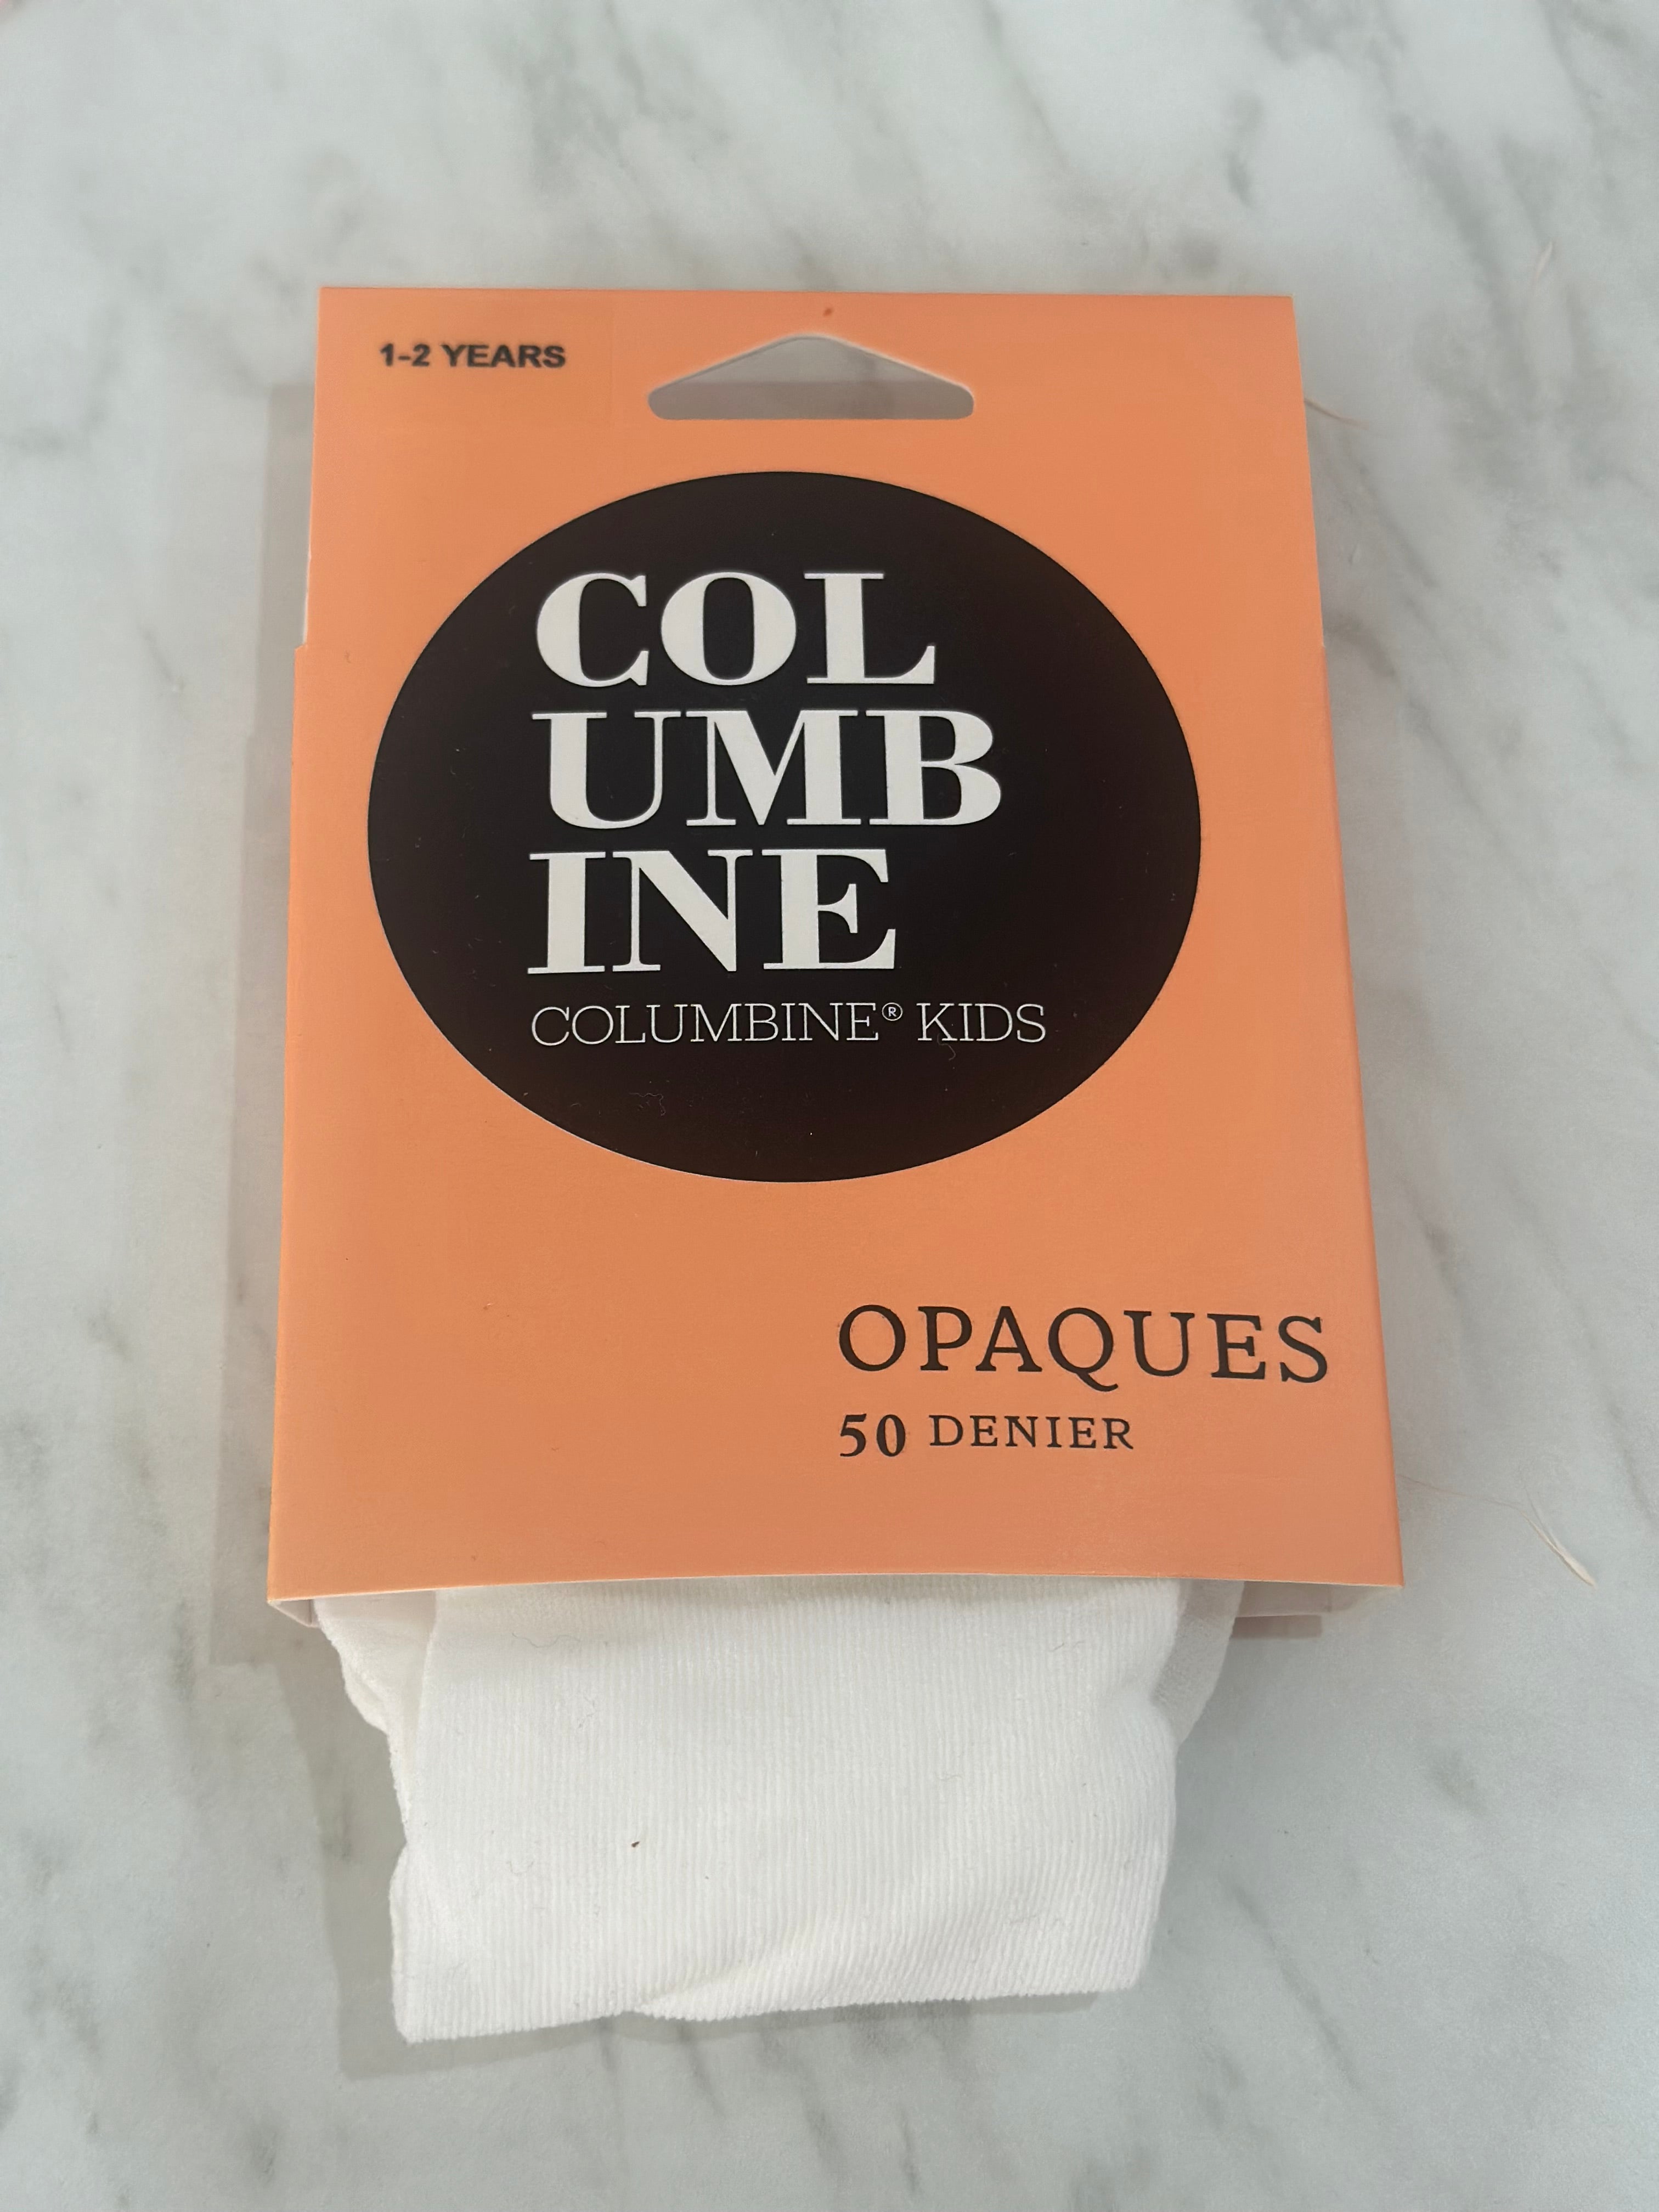 1-2 YEARS
COL
UMB
INE
COLUMBINE® KIDS
OPAQUES
50 DENIER